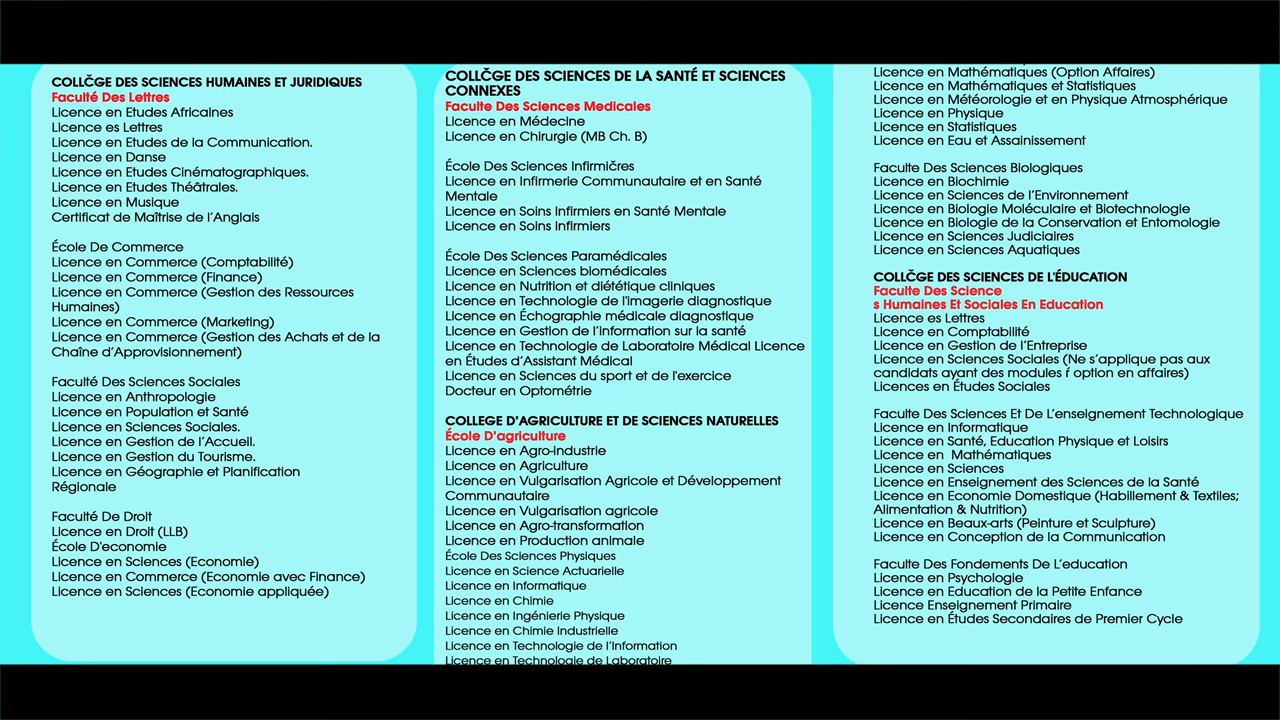 COLLČGE DES SCIENCES HUMAINES ET JURIDIQUES
Faculté Des Lettres
Licence en Etudes Africaines
Licence es Lettres
Licence en Etudes de la Communication.
Licence en Danse
Licence en Etudes Cinématographiques.
Licence en Etudes Théâtrales.
Licence en Musique
Certificat de Maîtrise de l'Anglais
École De Commerce
Licence en Commerce (Comptabilité)
Licence en Commerce (Finance)
Licence en Commerce (Gestion des Ressources
Humaines)
Licence en Commerce (Marketing)
Licence en Commerce (Gestion des Achats et de la
Chaîne d'Approvisionnement)
Faculté Des Sciences Sociales
Licence en Anthropologie
Licence en Population et Santé
Licence en Sciences Sociales.
Licence en Gestion de l'Accueil.
Licence en Gestion du Tourisme.
Licence en Géographie et Planification
Régionale
Faculté De Droit
Licence en Droit (LLB)
École D'economie
Licence en Sciences (Economie)
Licence en Commerce (Economie avec Finance)
Licence en Sciences (Economie appliquée)
COLLČGE DES SCIENCES DE LA SANTÉ ET SCIENCES
CONNEXES
Faculte Des Sciences Medicales
Licence en Médecine
Licence en Chirurgie (MB Ch. B)
École Des Sciences Infirmičres
Licence en Infirmerie Communautaire et en Santé
Mentale
Licence en Soins Infirmiers en Santé Mentale
Licence en Soins Infirmiers
École Des Sciences Paramédicales
Licence en Sciences biomédicales
Licence en Nutrition et diététique cliniques
Licence en Technologie de l'imagerie diagnostique
Licence en Échographie médicale diagnostique
Licence en Gestion de l'information sur la santé
Licence en Technologie de Laboratoire Médical Licence
en Études d'Assistant Médical
Licence en Sciences du sport et de l'exercice
Docteur en Optométrie
COLLEGE D'AGRICULTURE ET DE SCIENCES NATURELLES
École D'agriculture
Licence en Agro-industrie
Licence en Agriculture
Licence en Vulgarisation Agricole et Développement
Communautaire
Licence en Vulgarisation agricole
Licence en Agro-transformation
Licence en Production animale
École Des Sciences Physiques
Licence en Science Actuarielle
Licence en Informatique
Licence en Chimie
Licence en Ingénierie Physique
Licence en Chimie Industrielle
Licence en Technologie de l'Information
Licence en Technologie de Laboratoire
Licence en Mathématiques (Option Affaires)
Licence en Mathématiques et Statistiques
Licence en Météorologie et en Physique Atmosphérique
Licence en Physique
Licence en Statistiques
Licence en Eau et Assainissement
Faculte Des Sciences Biologiques
Licence en Biochimie
Licence en Sciences de l'Environnement
Licence en Biologie Moléculaire et Biotechnologie
Licence en Biologie de la Conservation et Entomologie
Licence en Sciences Judiciaires
Licence en Sciences Aquatiques
COLLČGE DES SCIENCES DE L'ÉDUCATION
Faculte Des Science
s Humaines Et Sociales En Education
Licence es Lettres
Licence en Comptabilité
Licence en Gestion de l'Entreprise
Licence en Sciences Sociales (Ne s'applique pas aux
candidats ayant des modules ŕ option en affaires)
Licences en Études Sociales
Faculte Des Sciences Et De L'enseignement Technologique
Licence en Informatique
Licence en Santé, Education Physique et Loisirs
Licence en Mathématiques
Licence en Sciences
Licence en Enseignement des Sciences de la Santé
Licence en Economie Domestique (Habillement & Textiles;
Alimentation & Nutrition)
Licence en Beaux-arts (Peinture et Sculpture)
Licence en Conception de la Communication
Faculte Des Fondements De L'education
Licence en Psychologie
Licence en Education de la Petite Enfance
Licence Enseignement Primaire
Licence en Études Secondaires de Premier Cycle